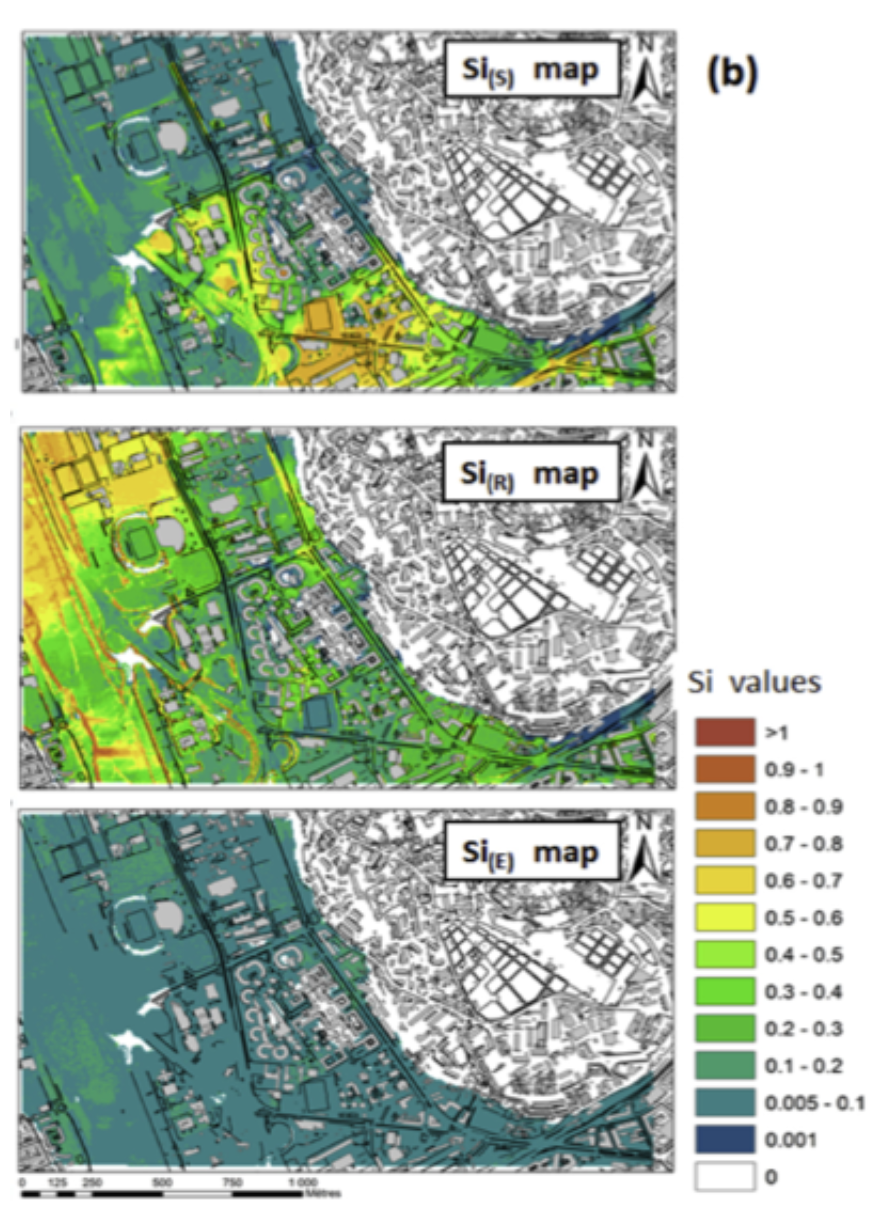 Si(S) map
N
(b)
Si(R) map
N
Si values
>1
0.9 - 1
0.8 - 0.9
0.7 - 0.8
0.6 - 0.7
0.5 - 0.6
0.4 - 0.5
0.3 - 0.4
0.2 - 0.3
0.1 - 0.2
0.005 - 0.1
0.001
0
Si(E) map
N
0 125 250 500 750 1 000
Mètres